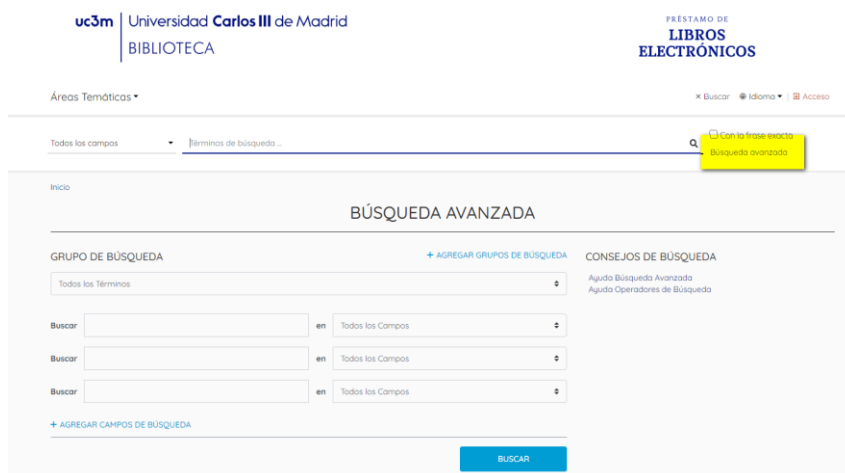 uc3m Universidad Carlos III de Madrid
BIBLIOTECA
PRÉSTAMO DE
LIBROS
ELECTRÓNICOS
Áreas Temáticas
× Buscar Idioma | Acceso
Todos los campos Términos de búsqueda ..
Con la frase exacta
Búsqueda avanzada
Inicio
BÚSQUEDA AVANZADA
GRUPO DE BÚSQUEDA + AGREGAR GRUPOS DE BÚSQUEDA
Todos los Términos
Buscar en Todos los Campos
Buscar en Todos los Campos
Buscar en Todos los Campos
+ AGREGAR CAMPOS DE BÚSQUEDA
BUSCAR
CONSEJOS DE BÚSQUEDA
Ayuda Búsqueda Avanzada
Ayuda Operadores de Búsqueda